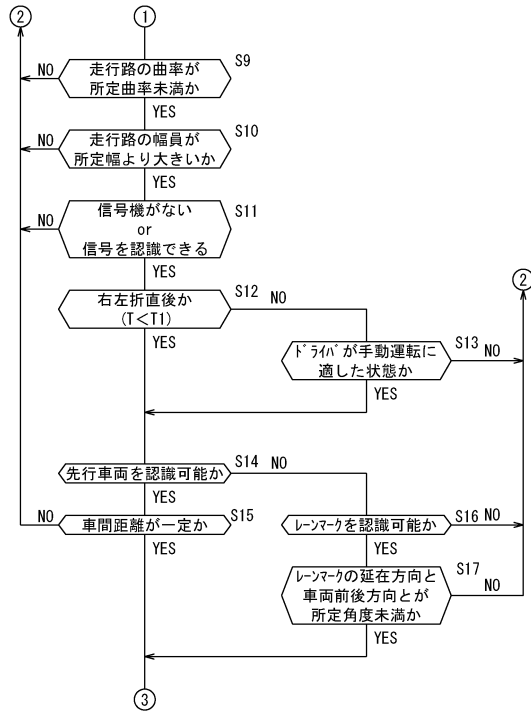 ②
①
走行路の曲率が
所定曲率未満か
S9
NO
YES
走行路の幅員が
所定幅より大きいか
S10
NO
YES
信号機がない
or
信号を認識できる
S11
NO
YES
②
右左折直後か
(T<T1)
S12
NO
YES
ﾄﾞﾗｲﾊﾞが手動運転に
適した状態か
S13
NO
YES
先行車両を認識可能か
S14
NO
YES
車間距離が一定か
S15
NO
YES
ﾚｰﾝﾏｰｸを認識可能か
S16
NO
YES
ﾚｰﾝﾏｰｸの延在方向と
車両前後方向とが
所定角度未満か
S17
NO
YES
③